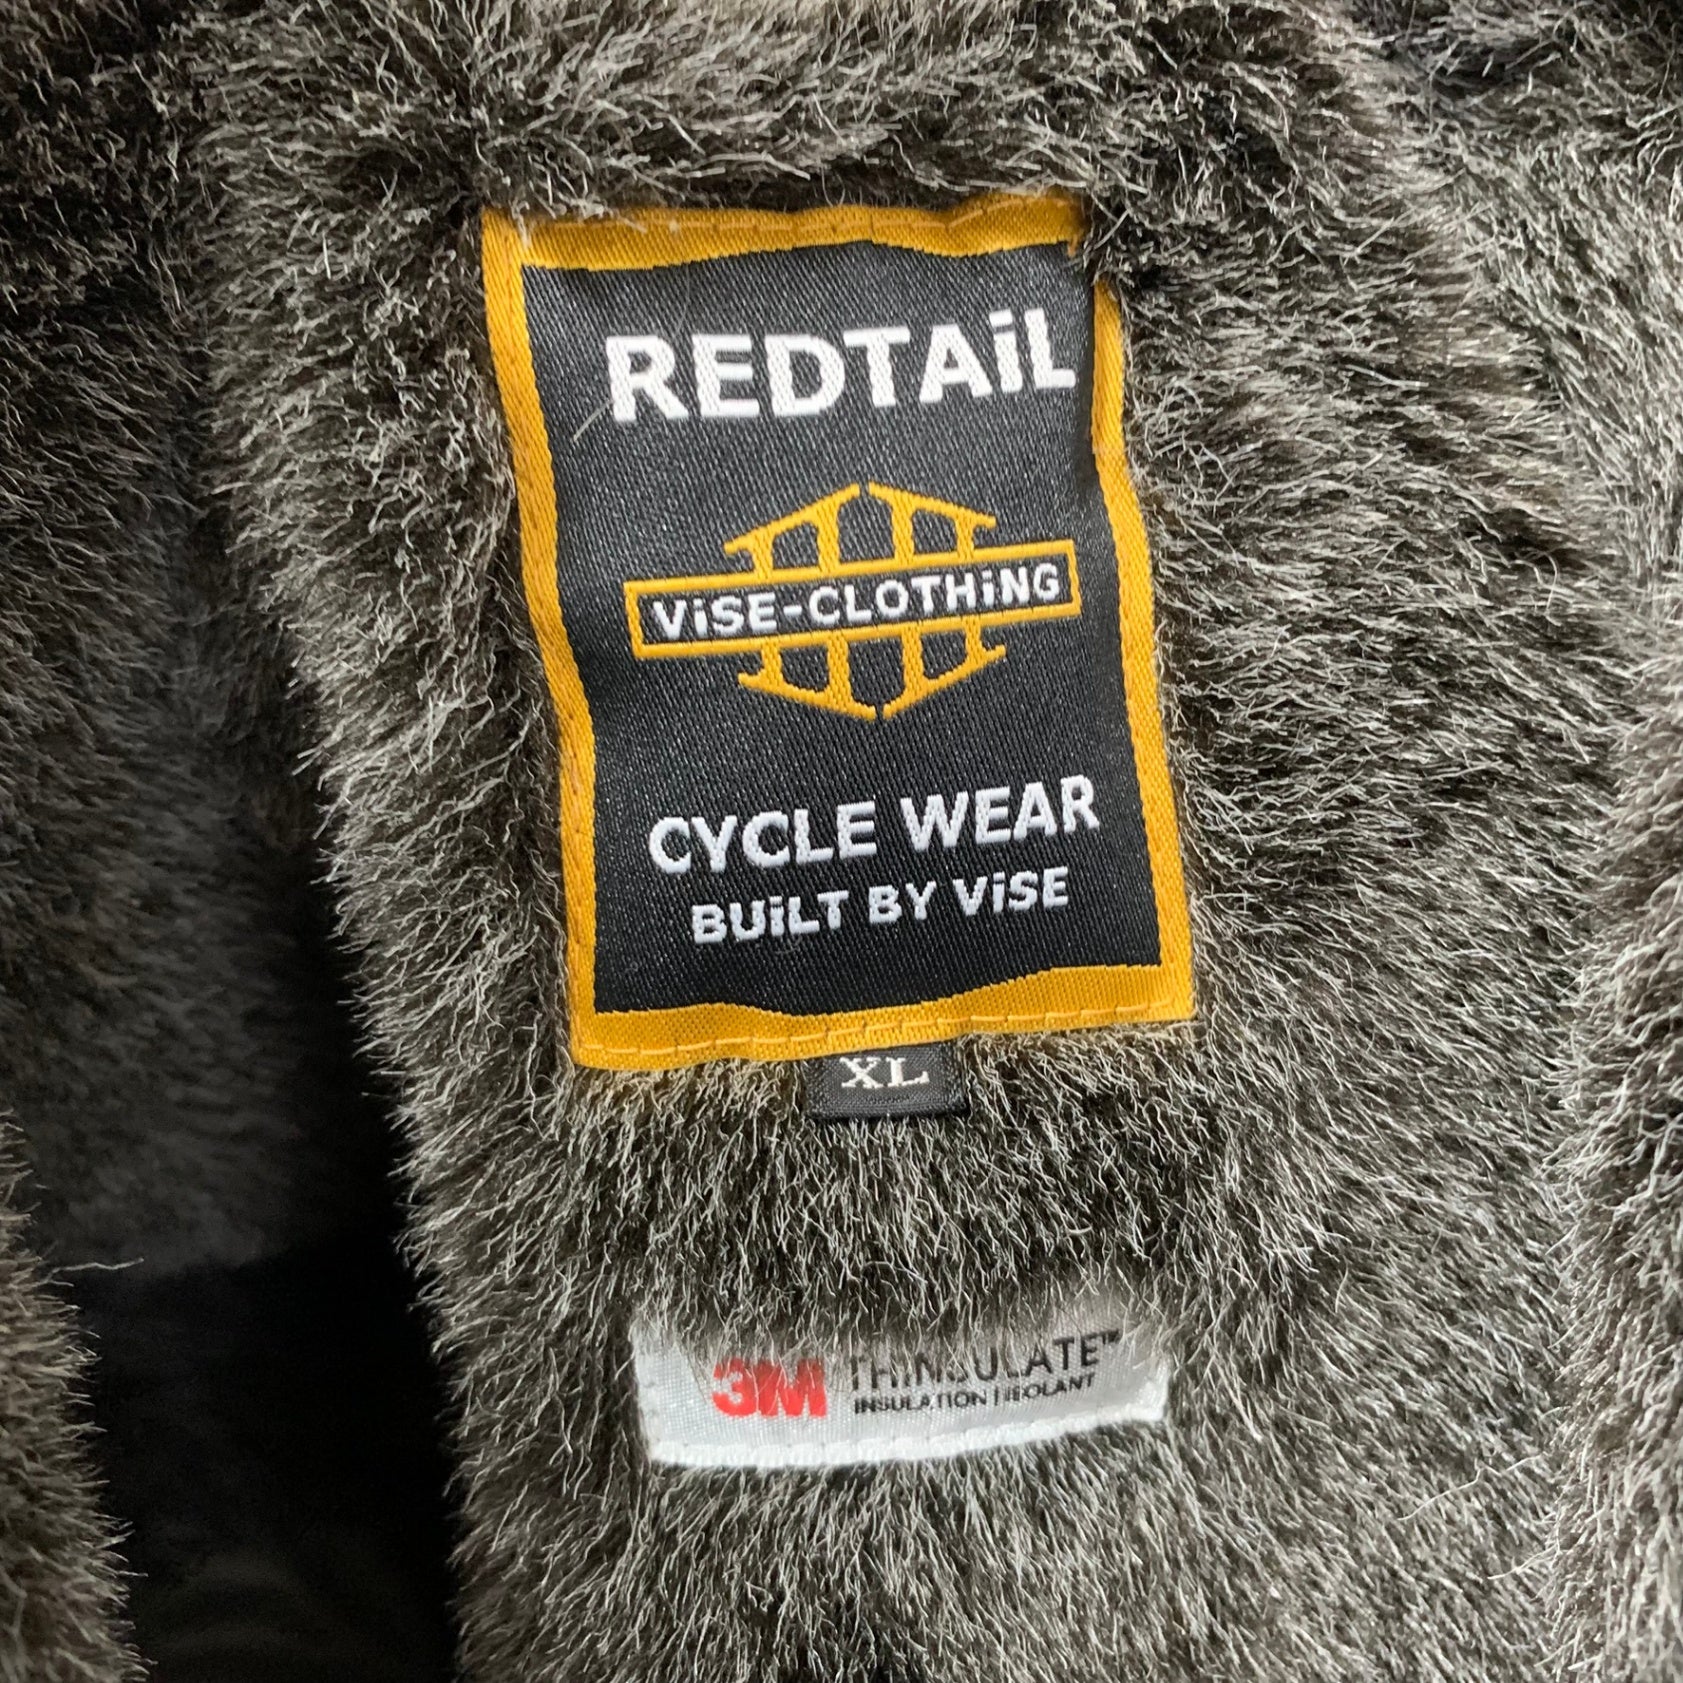 REDTAiL
ViSE-CLOTHiNG
CYCLE WEAR
BUiLT BY ViSE
XL
3M THINSULATE™
INSULATION | ISOLANT